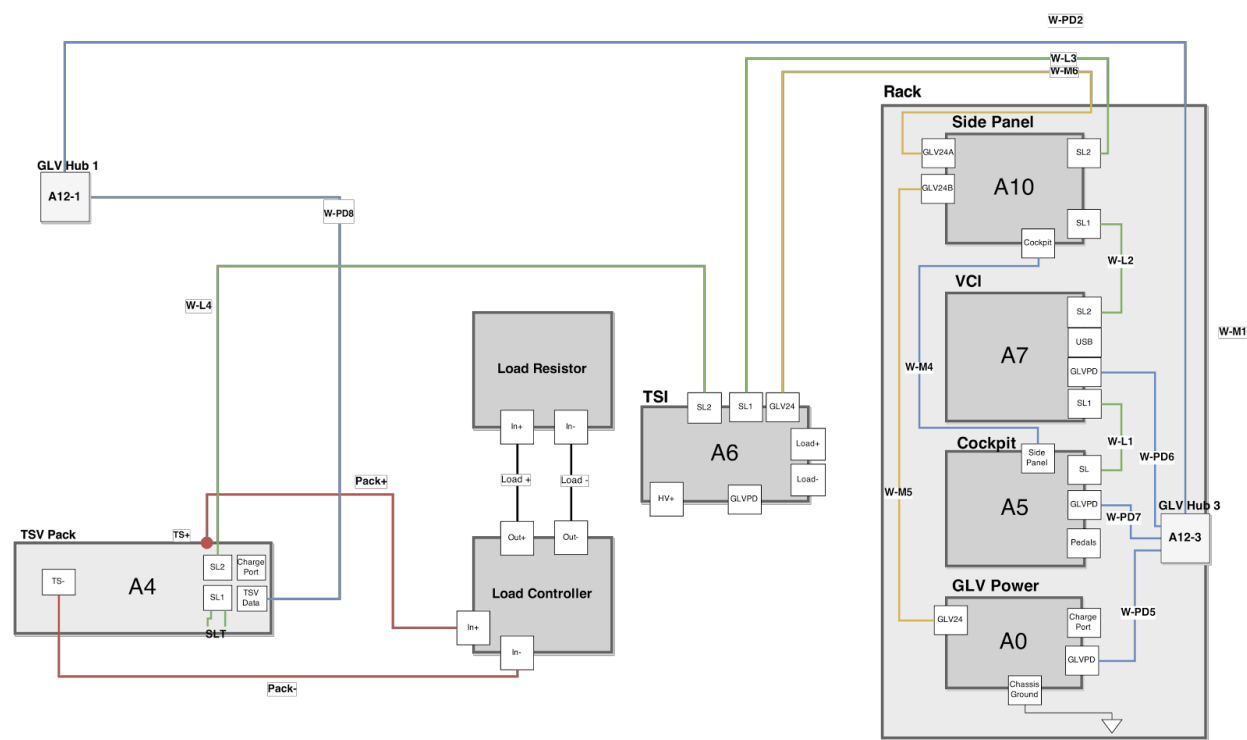 W-PD2
W-L3
W-M6
Rack
Side Panel
GLV24A
SL2
A10
GLV24B
SL1
Cockpit
GLV Hub 1
A12-1
W-PD8
W-L2
VCI
SL2
USB
A7
GLVPD
SL1
W-M1
W-L4
W-M4
Load Resistor
In+
In-
TSI
SL2
SL1
GLV24
A6
Load+
Load-
HV+
GLVPD
W-L1
Cockpit
Side
Panel
SL
W-PD6
A5
GLVPD
W-PD7
Pedals
W-M5
GLV Hub 3
A12-3
Load +
Load -
Pack+
TS+
TSV Pack
TS-
A4
SL2
Charge
Port
SL1
TSV
Data
SLT
Out+
Out-
Load Controller
In+
In-
Pack-
GLV Power
GLV24
Charge
Port
A0
GLVPD
W-PD5
Chassis
Ground